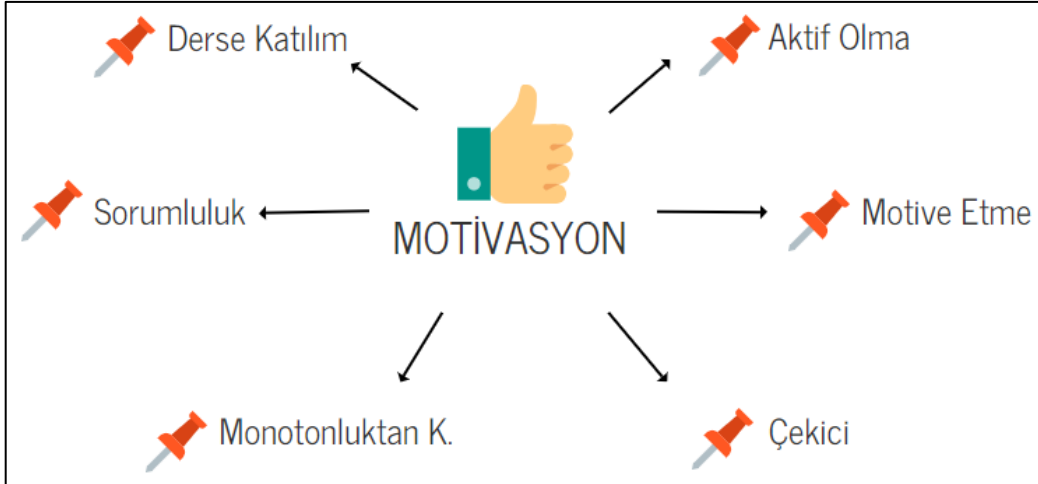 Derse Katılım
Aktif Olma
Sorumluluk
MOTİVASYON
Motive Etme
Monotonluktan K.
Çekici